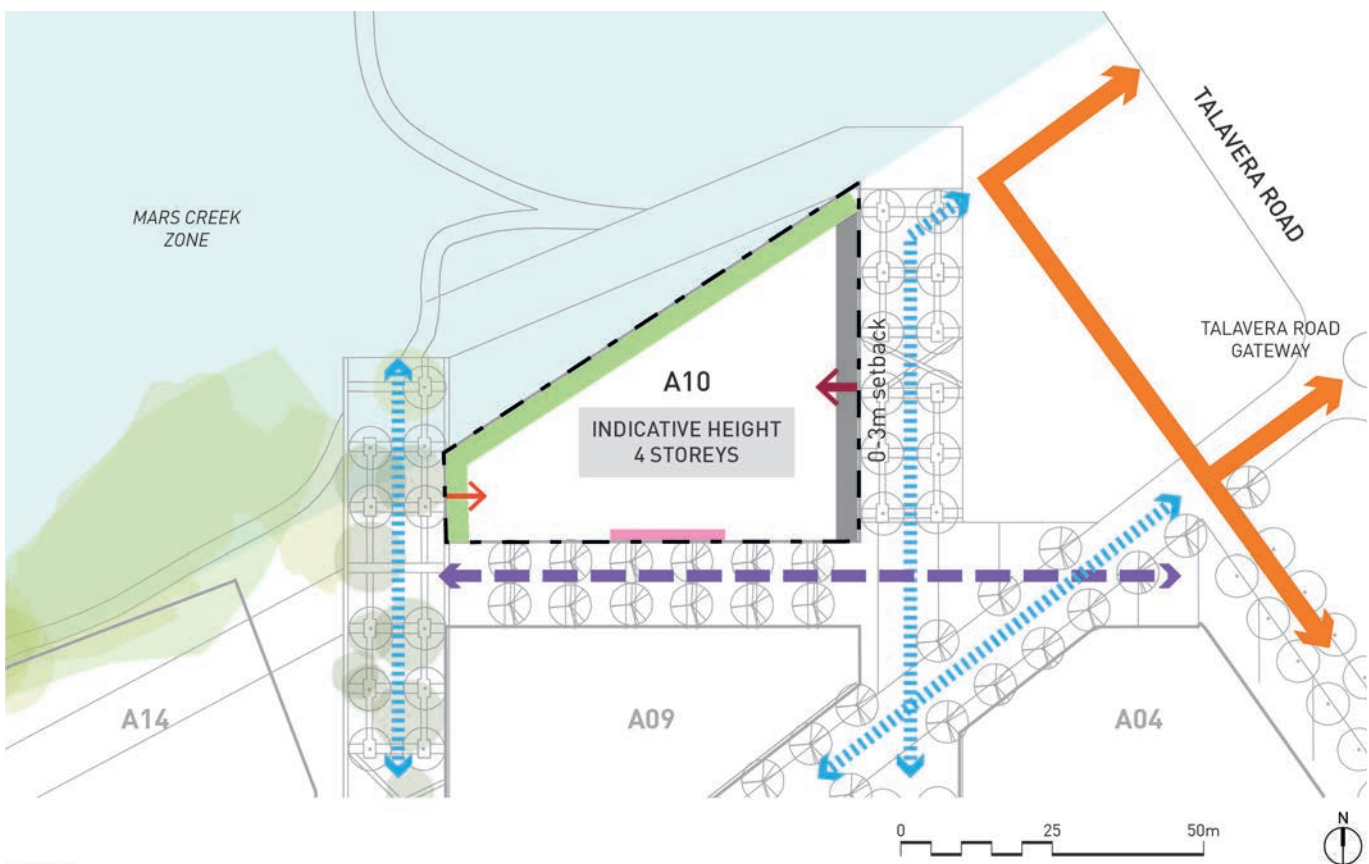 TALAVERA ROAD
MARS CREEK
ZONE
TALAVERA ROAD
GATEWAY
A10
INDICATIVE HEIGHT
4 STOREYS
0-3m setback
A14
A09
A04
0 25 50m
N